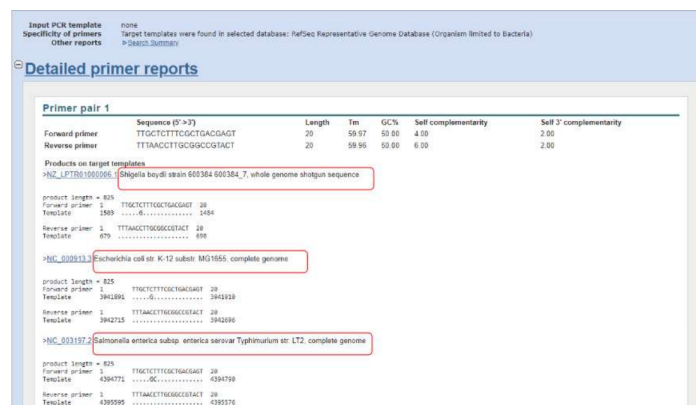 Input PCR template none
Specificity of primers Target templates were found in selected database: RefSeq Representative Genome Database (Organism limited to Bacteria)
Other reports >Search Summary
Detailed primer reports
Primer pair 1
Sequence (5'->3') Length Tm GC% Self complementarity Self 3' complementarity
Forward primer TTGCTCTTTCGCTGACGAGT 20 59.97 50.00 4.00 2.00
Reverse primer TTTAACCTTGCGGCCGTACT 20 59.96 50.00 6.00 2.00
Products on target templates
>NZ_LPTR01000006.1 Shigella boydii strain 600384 600384_7, whole genome shotgun sequence
product length = 825
Forward primer 1 TTGCTCTTTCGCTGACGAGT 20
Template 1503 .....G.............. 1484
Reverse primer 1 TTTAACCTTGCGGCCGTACT 20
Template 679 .................... 698
>NC_000913.3 Escherichia coli str. K-12 substr. MG1655, complete genome
product length = 825
Forward primer 1 TTGCTCTTTCGCTGACGAGT 20
Template 3941891 .....G.............. 3941910
Reverse primer 1 TTTAACCTTGCGGCCGTACT 20
Template 3942715 .................... 3942696
>NC_003197.2 Salmonella enterica subsp. enterica serovar Typhimurium str. LT2, complete genome
product length = 825
Forward primer 1 TTGCTCTTTCGCTGACGAGT 20
Template 4394771 .....GC............. 4394790
Reverse primer 1 TTTAACCTTGCGGCCGTACT 20
Template 4395595 .................... 4395576